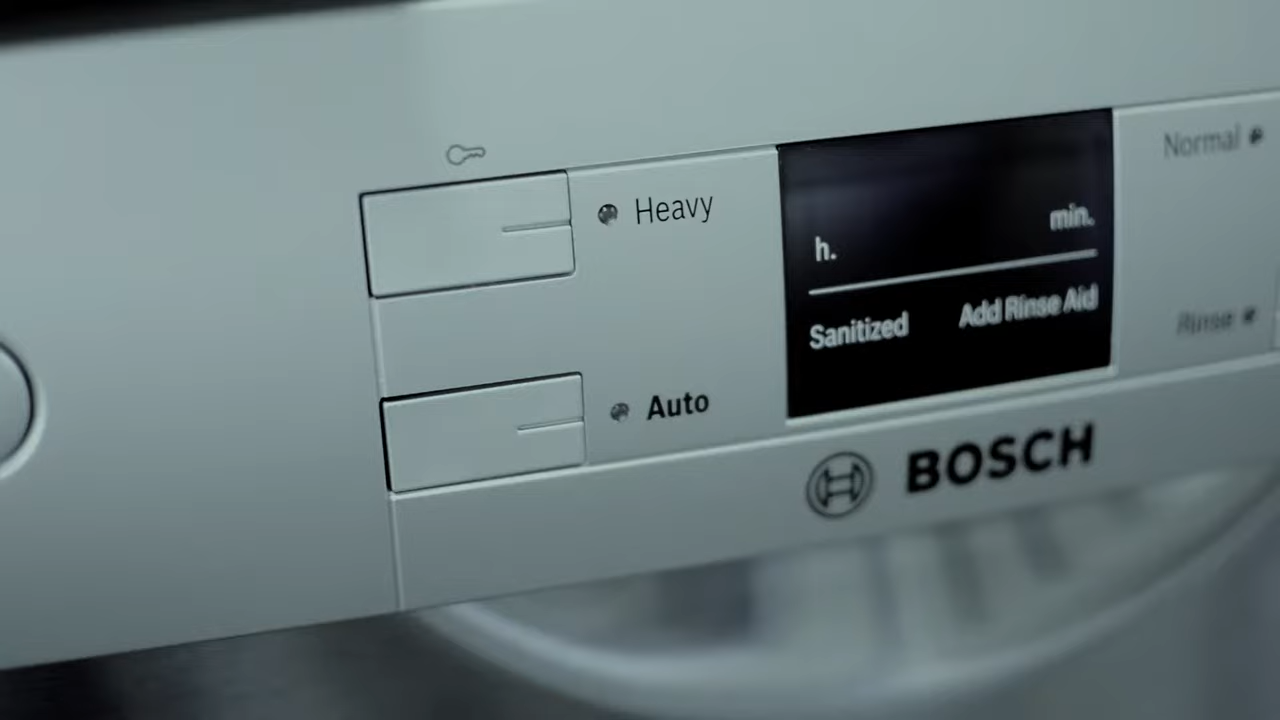 Heavy
Auto
h.
min.
Sanitized
Add Rinse Aid
Normal
Rinse
BOSCH